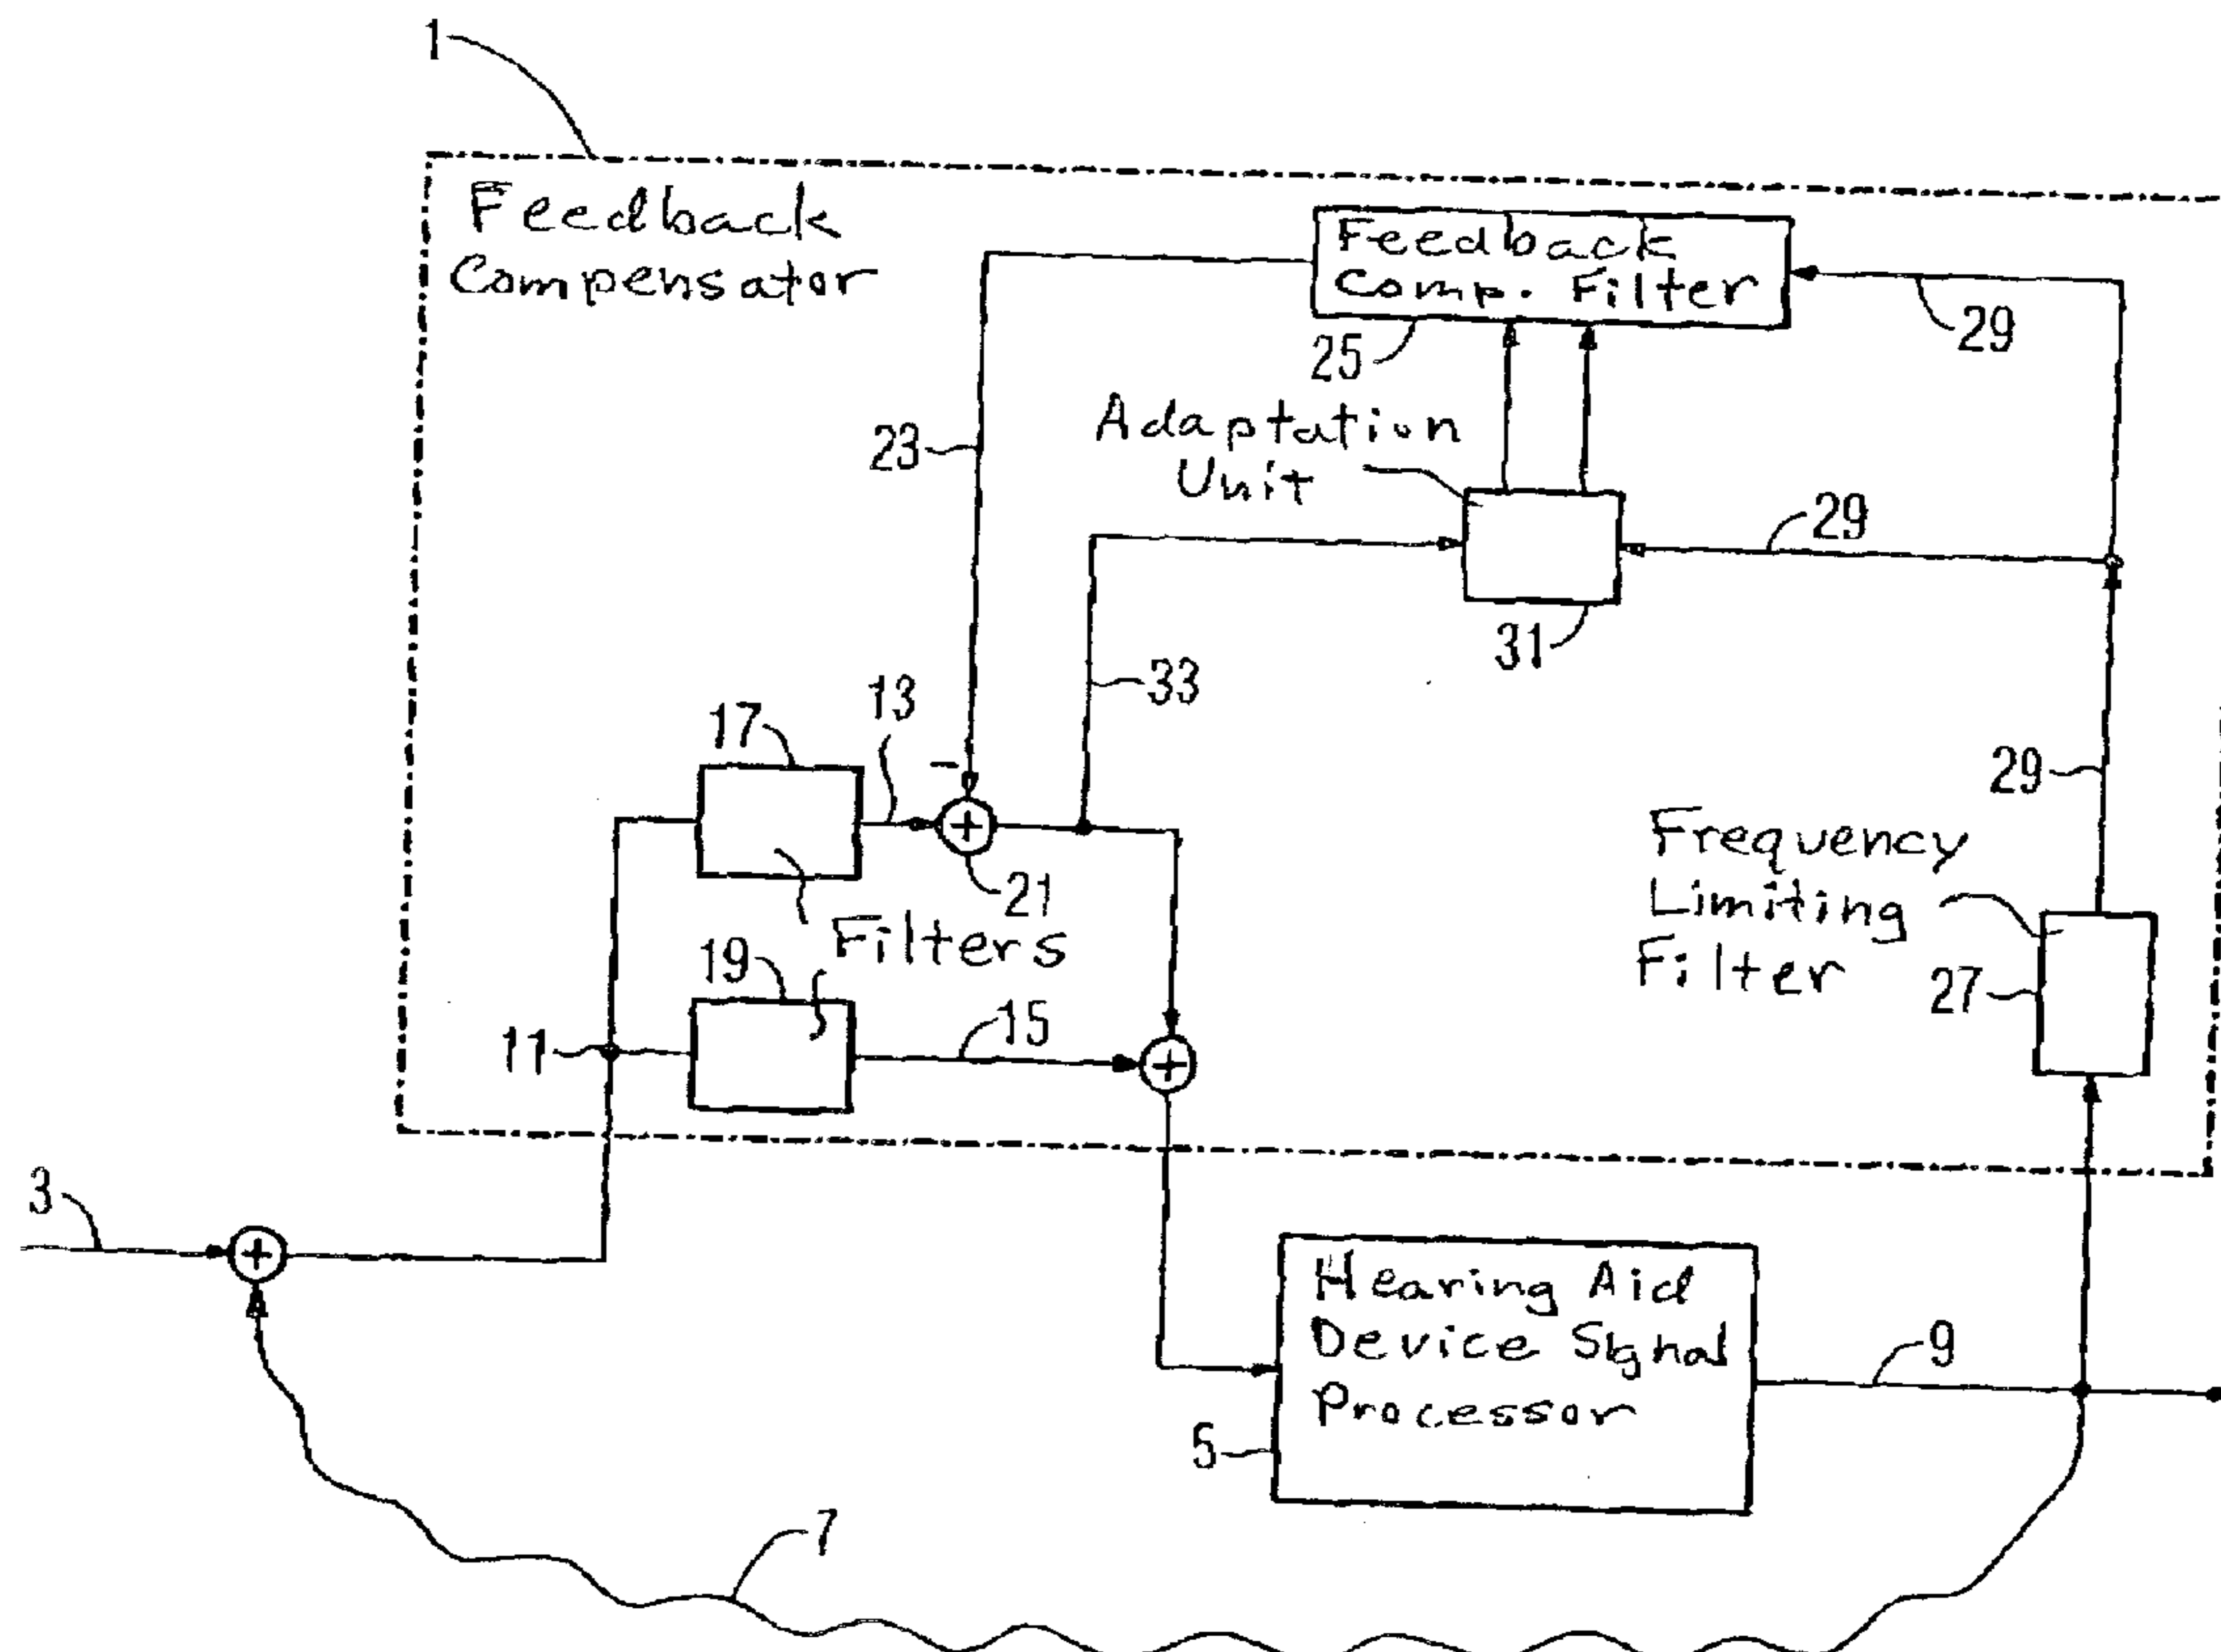 1
Feedback
Compensator
Feedback
Comp. Filter
25
29
Adaptation
Unit
23
29
31
33
13
17
-
29
+
21
Frequency
Limiting
Filter
27
Filters
19
15
11
+
3
+
Hearing Aid
Device Signal
Processor
9
5
7